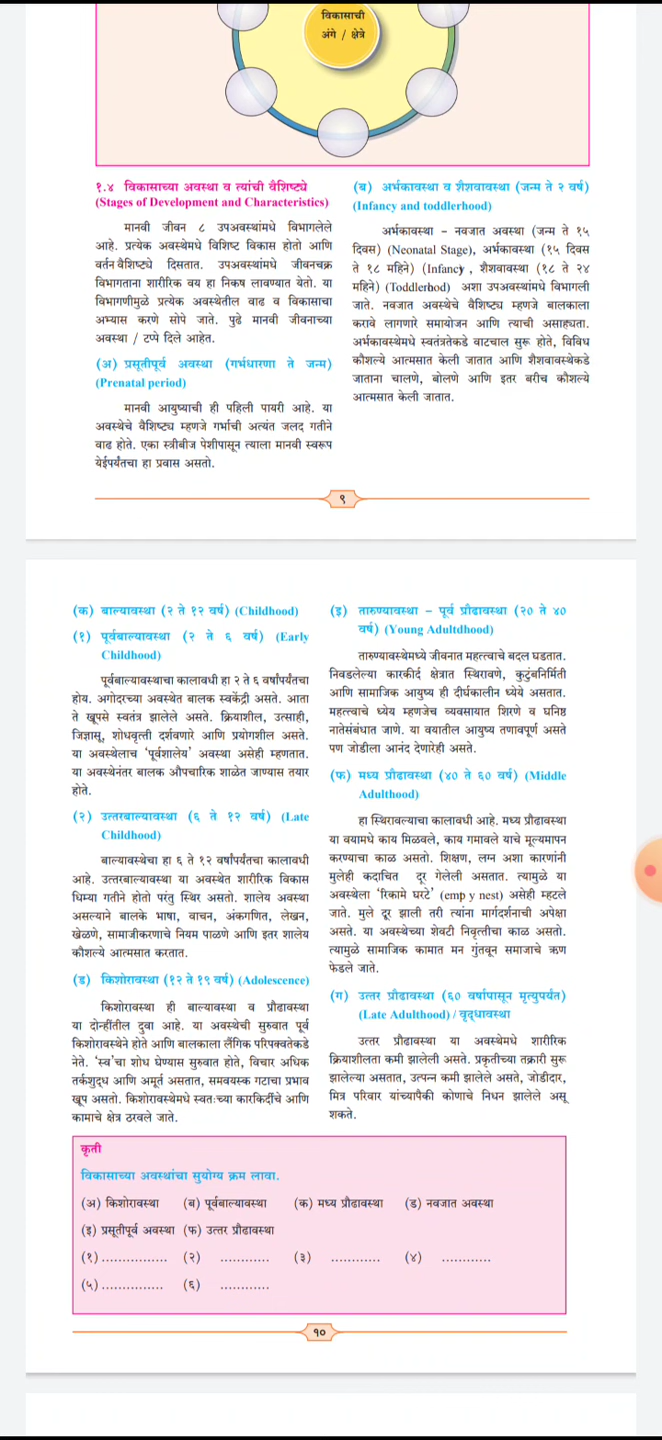 विकासाची
अंगे / क्षेत्रे
१.४ विकासाच्या अवस्था व त्यांची वैशिष्ट्ये
(Stages of Development and Characteristics)
मानवी जीवन ८ उपअवस्थांमधे विभागलेले
आहे. प्रत्येक अवस्थेमधे विशिष्ट विकास होतो आणि
वर्तन वैशिष्ट्ये दिसतात. उपअवस्थांमधे जीवनचक्र
विभागताना शारीरिक वय हा निकष लावण्यात येतो. या
विभागणीमुळे प्रत्येक अवस्थेतील वाढ व विकासाचा
अभ्यास करणे सोपे जाते. पुढे मानवी जीवनाच्या
अवस्था / टप्पे दिले आहेत.
(अ) प्रसूतीपूर्व अवस्था (गर्भधारणा ते जन्म)
(Prenatal period)
मानवी आयुष्याची ही पहिली पायरी आहे. या
अवस्थेचे वैशिष्ट्य म्हणजे गर्भाची अत्यंत जलद गतीने
वाढ होते. एका स्त्रीबीज पेशीपासून त्याला मानवी स्वरूप
येईपर्यंतचा हा प्रवास असतो.
(ब) अर्भकावस्था व शैशवावस्था (जन्म ते २ वर्ष)
(Infancy and toddlerhood)
अर्भकावस्था – नवजात अवस्था (जन्म ते १५
दिवस) (Neonatal Stage), अर्भकावस्था (१५ दिवस
ते १८ महिने) (Infancy , शैशवावस्था (१८ ते २४
महिने) (Toddlerhod) अशा उपअवस्थांमधे विभागली
जाते. नवजात अवस्थेचे वैशिष्ट्य म्हणजे बालकाला
करावे लागणारे समायोजन आणि त्याची असाहाय्यता.
अर्भकावस्थेमधे स्वतंत्रतेकडे वाटचाल सुरू होते, विविध
कौशल्ये आत्मसात केली जातात आणि शैशवावस्थेकडे
जाताना चालणे, बोलणे आणि इतर बरीच कौशल्ये
आत्मसात केली जातात.
९
(क) बाल्यावस्था (२ ते १२ वर्ष) (Childhood)
(१) पूर्वबाल्यावस्था (२ ते ६ वर्ष) (Early
Childhood)
पूर्वबाल्यावस्थाचा कालावधी हा २ ते ६ वर्षांपर्यंतचा
होय. अगोदरच्या अवस्थेत बालक स्वकेंद्री असते. आता
ते खूपसे स्वतंत्र झालेले असते. क्रियाशील, उत्साही,
जिज्ञासू, शोधवृत्ती दर्शवणारे आणि प्रयोगशील असते.
या अवस्थेलाच ‘पूर्वशालेय’ अवस्था असेही म्हणतात.
या अवस्थेनंतर बालक औपचारिक शाळेत जाण्यास तयार
होते.
(२) उत्तरबाल्यावस्था (६ ते १२ वर्ष) (Late
Childhood)
बाल्यावस्थेचा हा ६ ते १२ वर्षांपर्यंतचा कालावधी
आहे. उत्तरबाल्यावस्था या अवस्थेत शारीरिक विकास
धिम्या गतीने होतो परंतु स्थिर असतो. शालेय अवस्था
असल्याने बालके भाषा, वाचन, अंकगणित, लेखन,
खेळणे, सामाजीकरणाचे नियम पाळणे आणि इतर शालेय
कौशल्ये आत्मसात करतात.
(ड) किशोरावस्था (१२ ते १९ वर्ष) (Adolescence)
किशोरावस्था ही बाल्यावस्था व प्रौढावस्था
या दोन्हींतील दुवा आहे. या अवस्थेची सुरुवात पूर्व
किशोरावस्थेने होते आणि बालकाला लैंगिक परिपक्वतेकडे
नेते. ‘स्व’चा शोध घेण्यास सुरुवात होते, विचार अधिक
तर्कशुद्ध आणि अमूर्त असतात, समवयस्क गटाचा प्रभाव
खूप असतो. किशोरावस्थेमधे स्वतःच्या कारकिर्दीचे आणि
कामाचे क्षेत्र ठरवले जाते.
(इ) तारुण्यावस्था – पूर्व प्रौढावस्था (२० ते ४०
वर्ष) (Young Adultdhood)
तारुण्यावस्थेमध्ये जीवनात महत्त्वाचे बदल घडतात.
निवडलेल्या कारकीर्द क्षेत्रात स्थिरावणे, कुटुंबनिर्मिती
आणि सामाजिक आयुष्य ही दीर्घकालीन ध्येये असतात.
महत्त्वाचे ध्येय म्हणजेच व्यवसायात शिरणे व घनिष्ठ
नातेसंबंधात जाणे. या वयातील आयुष्य तणावपूर्ण असते
पण जोडीला आनंद देणारेही असते.
(फ) मध्य प्रौढावस्था (४० ते ६० वर्ष) (Middle
Adulthood)
हा स्थिरावल्याचा कालावधी आहे. मध्य प्रौढावस्था
या वयामधे काय मिळवले, काय गमावले याचे मूल्यमापन
करण्याचा काळ असतो. शिक्षण, लग्न अशा कारणांनी
मुलेही कदाचित दूर गेलेली असतात. त्यामुळे या
अवस्थेला ‘रिकामे घरटे’ (emp y nest) असेही म्हटले
जाते. मुले दूर झाली तरी त्यांना मार्गदर्शनाची अपेक्षा
असते. या अवस्थेच्या शेवटी निवृत्तीचा काळ असतो.
त्यामुळे सामाजिक कामात मन गुंतवून समाजाचे ऋण
फेडले जाते.
(ग) उत्तर प्रौढावस्था (६० वर्षापासून मृत्युपर्यंत)
(Late Adulthood) / वृद्धावस्था
उत्तर प्रौढावस्था या अवस्थेमधे शारीरिक
क्रियाशीलता कमी झालेली असते. प्रकृतीच्या तक्रारी सुरू
झालेल्या असतात, उत्पन्न कमी झालेले असते, जोडीदार,
मित्र परिवार यांच्यापैकी कोणाचे निधन झालेले असू
शकते.
कृती
विकासाच्या अवस्थांचा सुयोग्य क्रम लावा.
(अ) किशोरावस्था (ब) पूर्वबाल्यावस्था (क) मध्य प्रौढावस्था (ड) नवजात अवस्था
(इ) प्रसूतीपूर्व अवस्था (फ) उत्तर प्रौढावस्था
(१) ................ (२) ............ (३) ............ (४) ............
(५) ............... (६) ............
१०